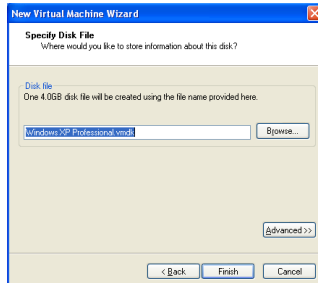 New Virtual Machine Wizard
Specify Disk File
Where would you like to store information about this disk?
Disk file
One 4.0GB disk file will be created using the file name provided here.
Windows XP Professional.vmdk
Browse...
Advanced >>
< Back
Finish
Cancel